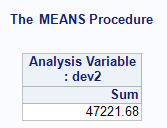 The MEANS Procedure
Analysis Variable
: dev2
Sum
47221.68